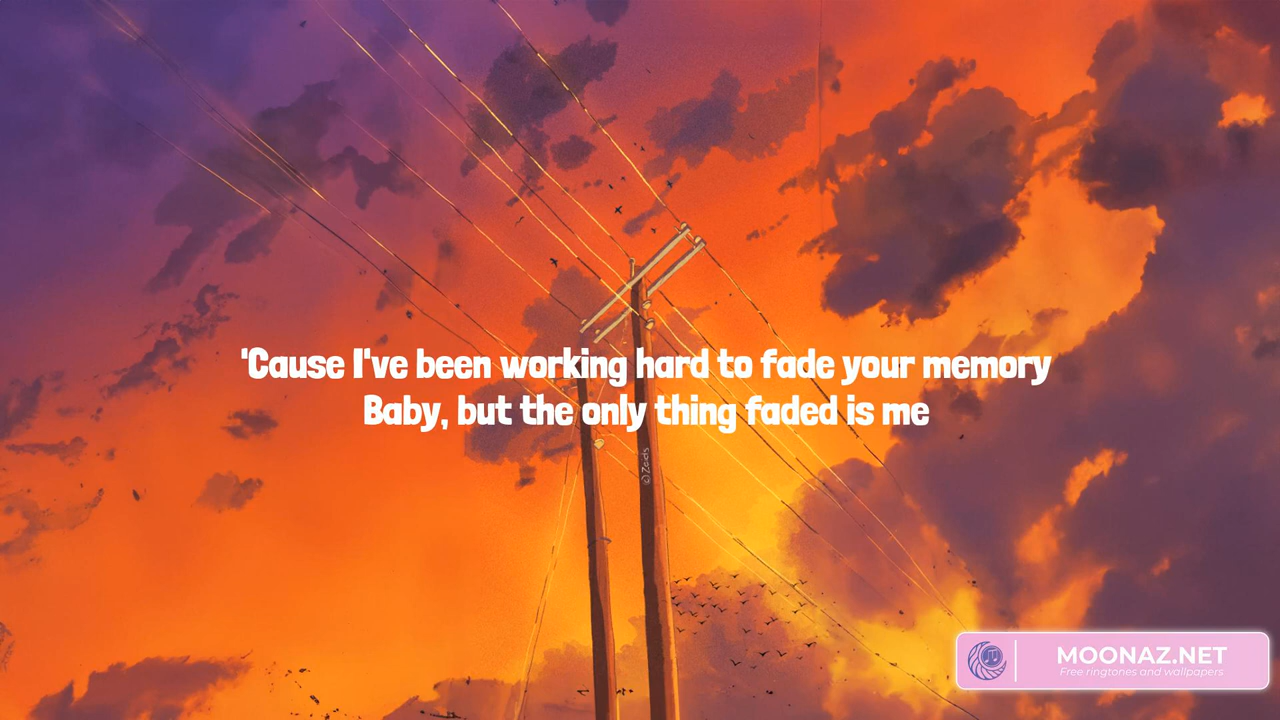 'Cause I've been working hard to fade your memory
Baby, but the only thing faded is me
© Zaids
MOONAZ.NET
Free ringtones and wallpapers